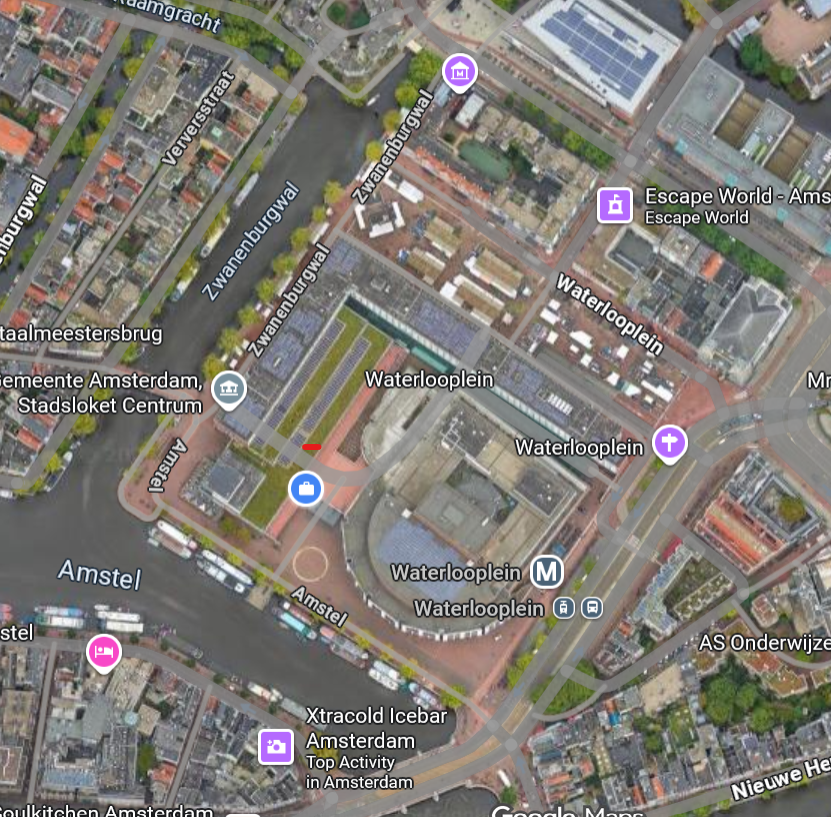 Raamgracht
Verversstraat
Zwanenburgwal
nburgwal
Zwanenburgwal
Escape World - Ams
Escape World
Zwanenburgwal
Waterlooplein
taalmeestersbrug
Gemeente Amsterdam,
Stadsloket Centrum
Waterlooplein
Mr
Waterlooplein
Amstel
Amstel
Waterlooplein
M
Waterlooplein
Amstel
stel
AS Onderwijze
Xtracold Icebar
Amsterdam
Top Activity
in Amsterdam
Nieuwe He
Soulkitchen Amsterdam
Google Maps